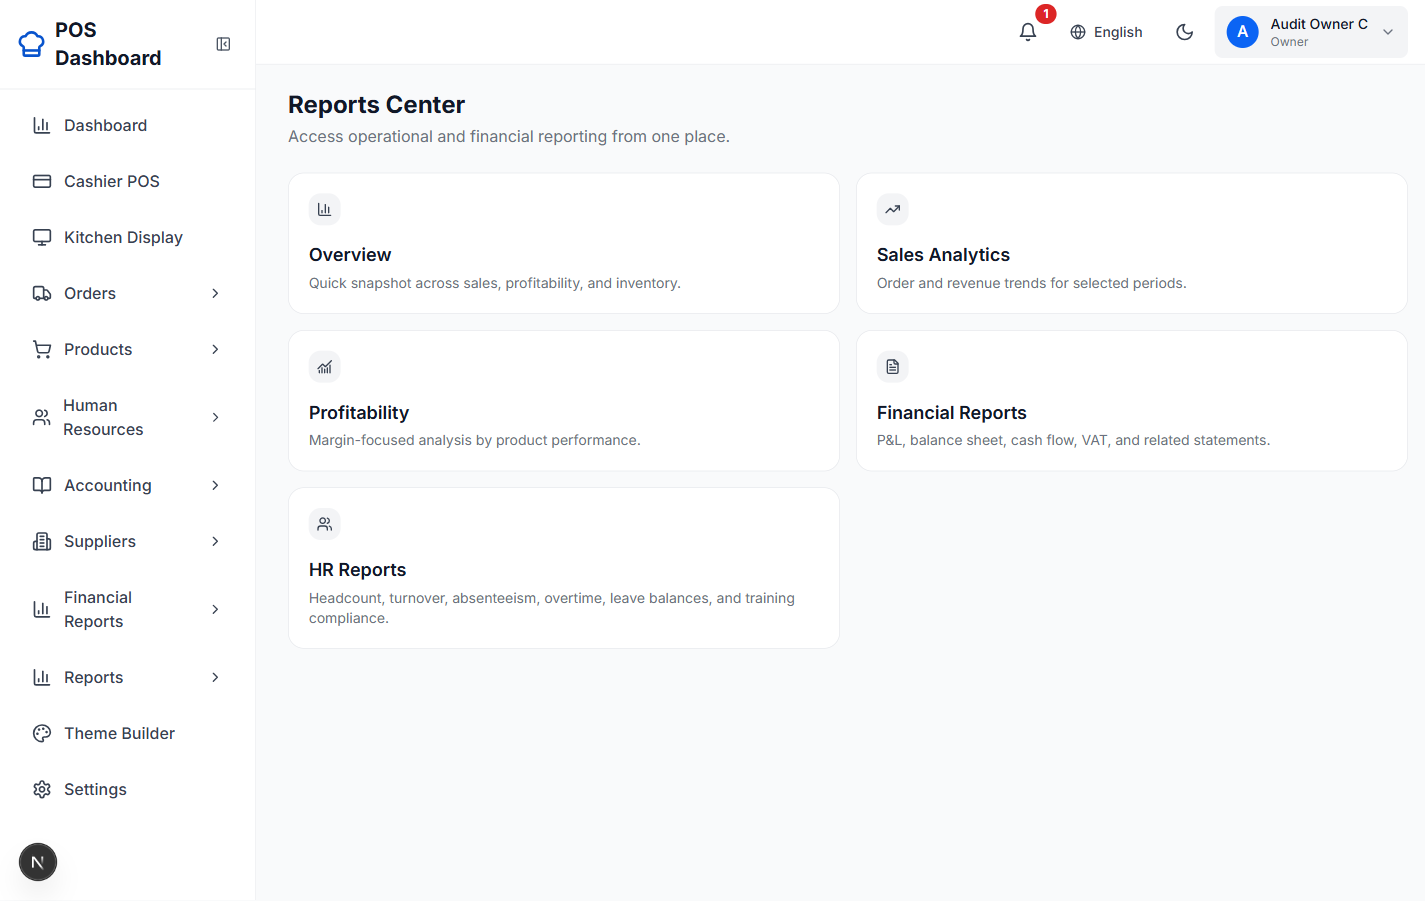 POS
Dashboard
1
English
A
Audit Owner C
Owner
Dashboard
Cashier POS
Kitchen Display
Orders
Products
Human
Resources
Accounting
Suppliers
Financial
Reports
Reports
Theme Builder
Settings
N
Reports Center
Access operational and financial reporting from one place.
Overview
Quick snapshot across sales, profitability, and inventory.
Sales Analytics
Order and revenue trends for selected periods.
Profitability
Margin-focused analysis by product performance.
Financial Reports
P&L, balance sheet, cash flow, VAT, and related statements.
HR Reports
Headcount, turnover, absenteeism, overtime, leave balances, and training
compliance.